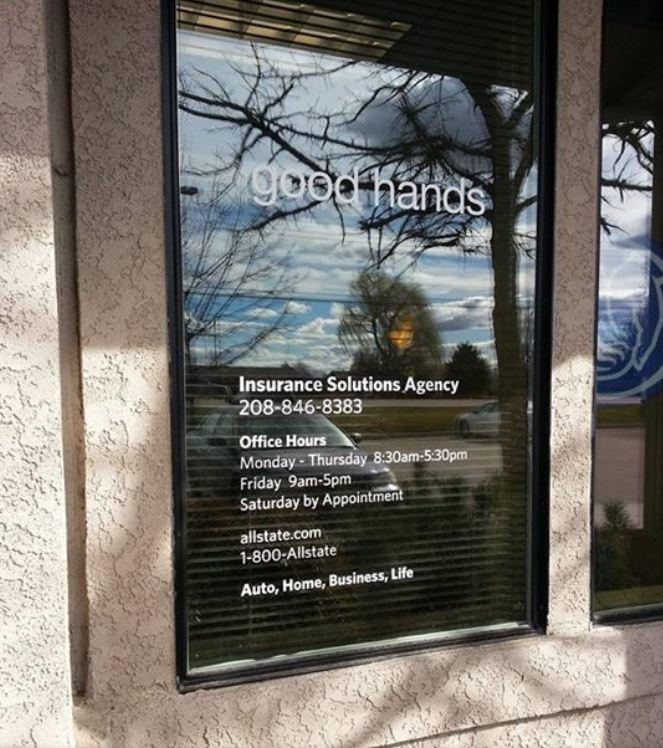 good hands
Insurance Solutions Agency
208-846-8383
Office Hours
Monday - Thursday 8:30am-5:30pm
Friday 9am-5pm
Saturday by Appointment
allstate.com
1-800-Allstate
Auto, Home, Business, Life